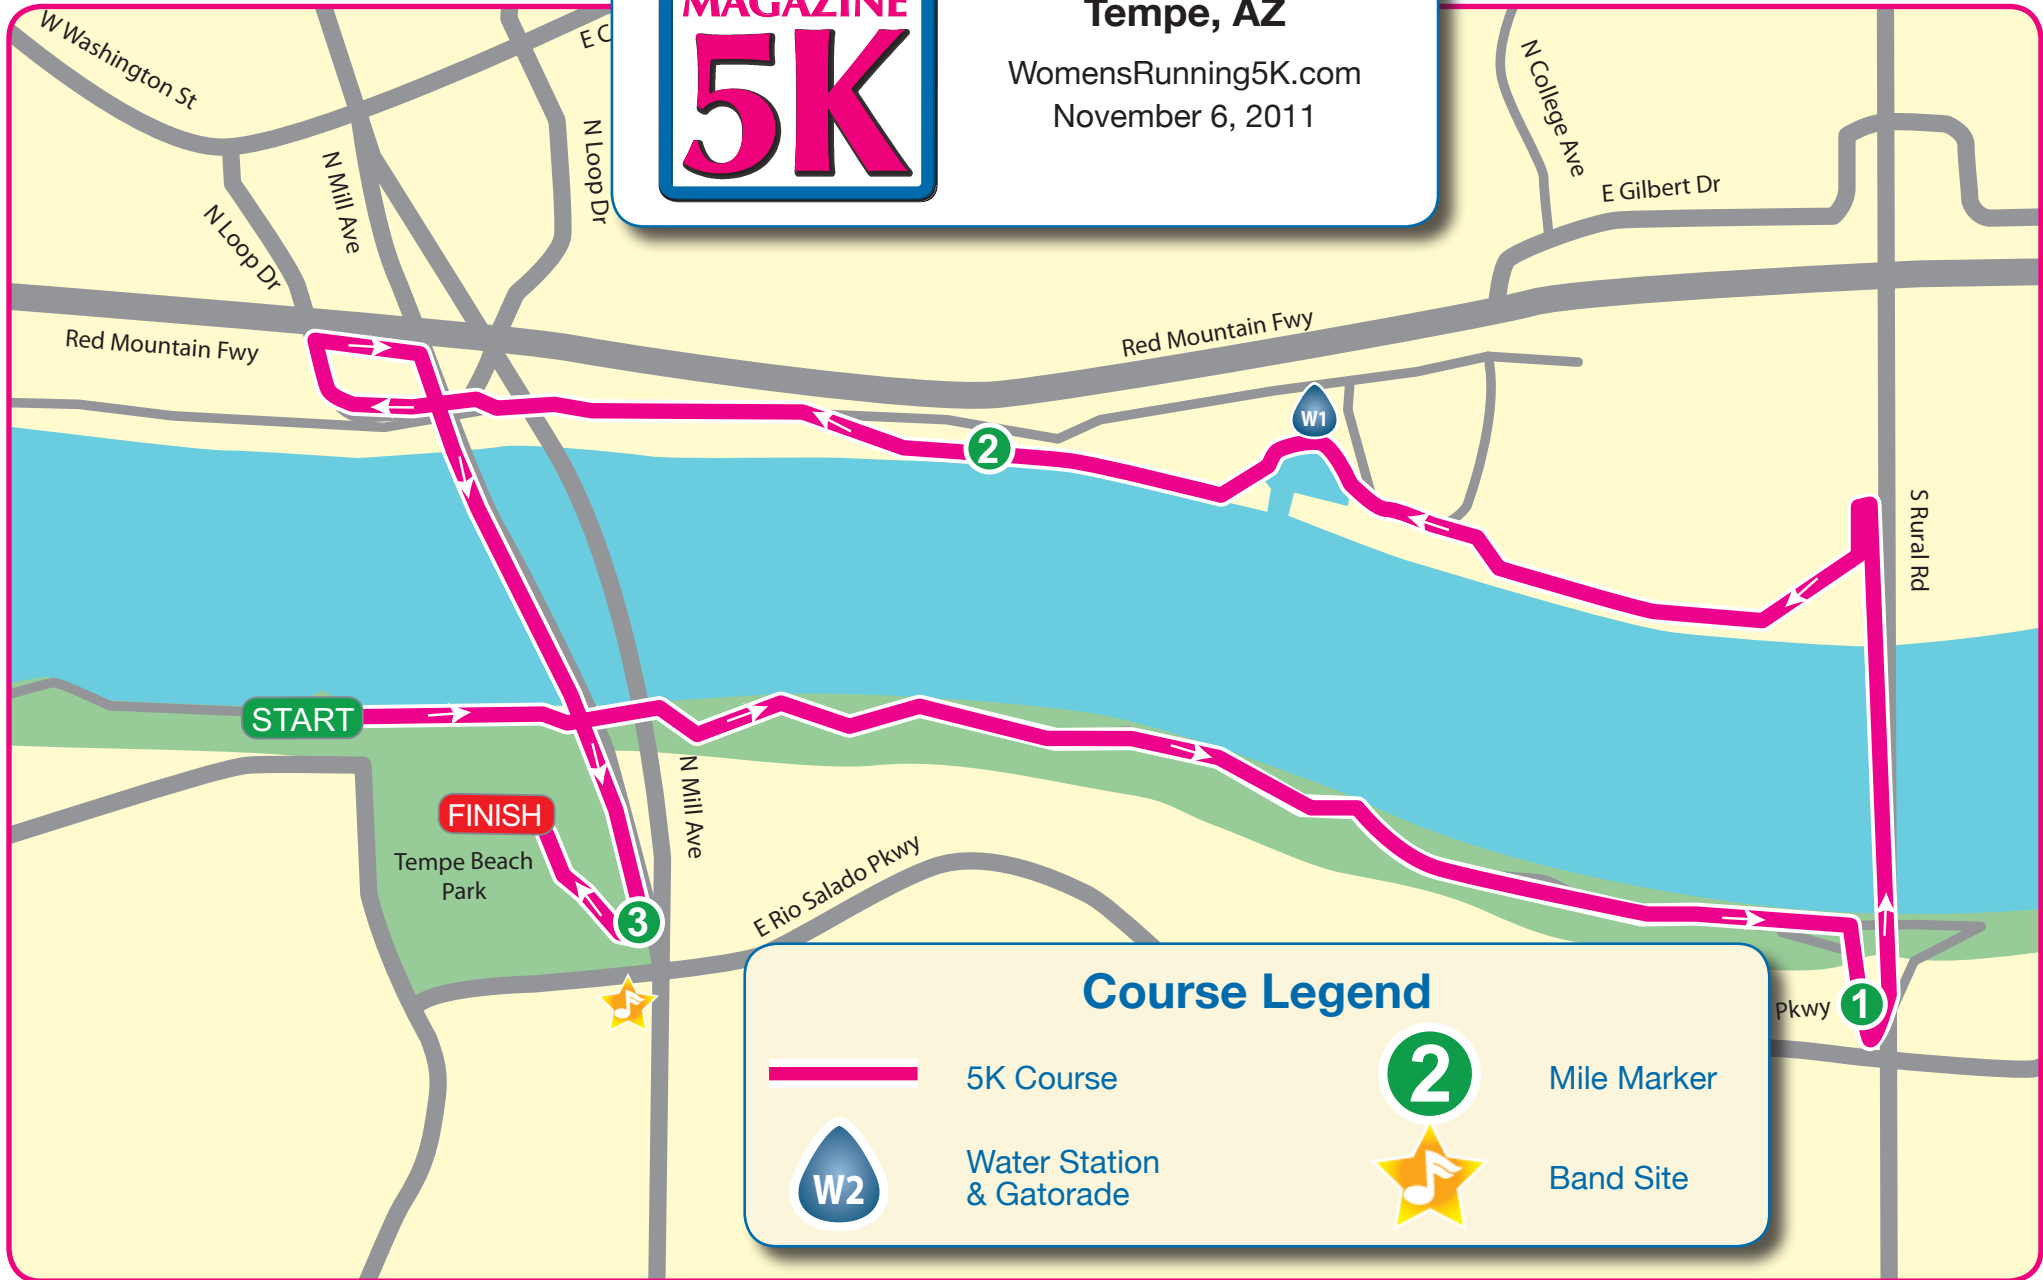 MAGAZINE
5K
Tempe, AZ
WomensRunning5K.com
November 6, 2011
W Washington St
E C
N Loop Dr
N Mill Ave
N Loop Dr
N College Ave
E Gilbert Dr
Red Mountain Fwy
Red Mountain Fwy
W1
2
S Rural Rd
START
FINISH
Tempe Beach
Park
N Mill Ave
3
E Rio Salado Pkwy
Pkwy
1
Course Legend
5K Course
2
Mile Marker
W2
Water Station
& Gatorade
Band Site